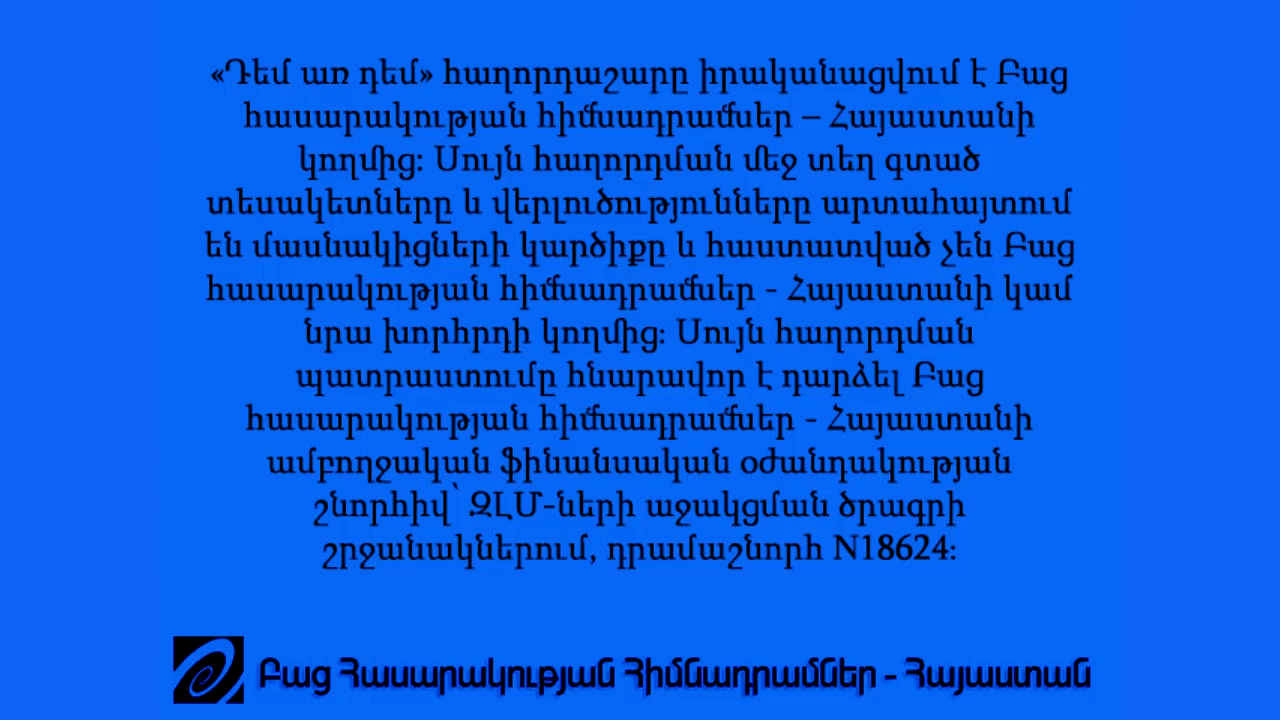 «Դեմ առ դեմ» հաղորդաշարը իրականացվում է Բաց
հասարակության հիմնադրամներ – Հայաստանի
կողմից: Սույն հաղորդման մեջ տեղ գտած
տեսակետները և վերլուծությունները արտահայտում
են մասնակիցների կարծիքը և հաստատված չեն Բաց
հասարակության հիմնադրամներ - Հայաստանի կամ
նրա խորհրդի կողմից: Սույն հաղորդման
պատրաստումը հնարավոր է դարձել Բաց
հասարակության հիմնադրամներ - Հայաստանի
ամբողջական ֆինանսական օժանդակության
շնորհիվ՝ ԶԼՄ-ների աջակցման ծրագրի
շրջանակներում, դրամաշնորհ N18624:
Բաց Հասարակության Հիմնադրամներ - Հայաստան